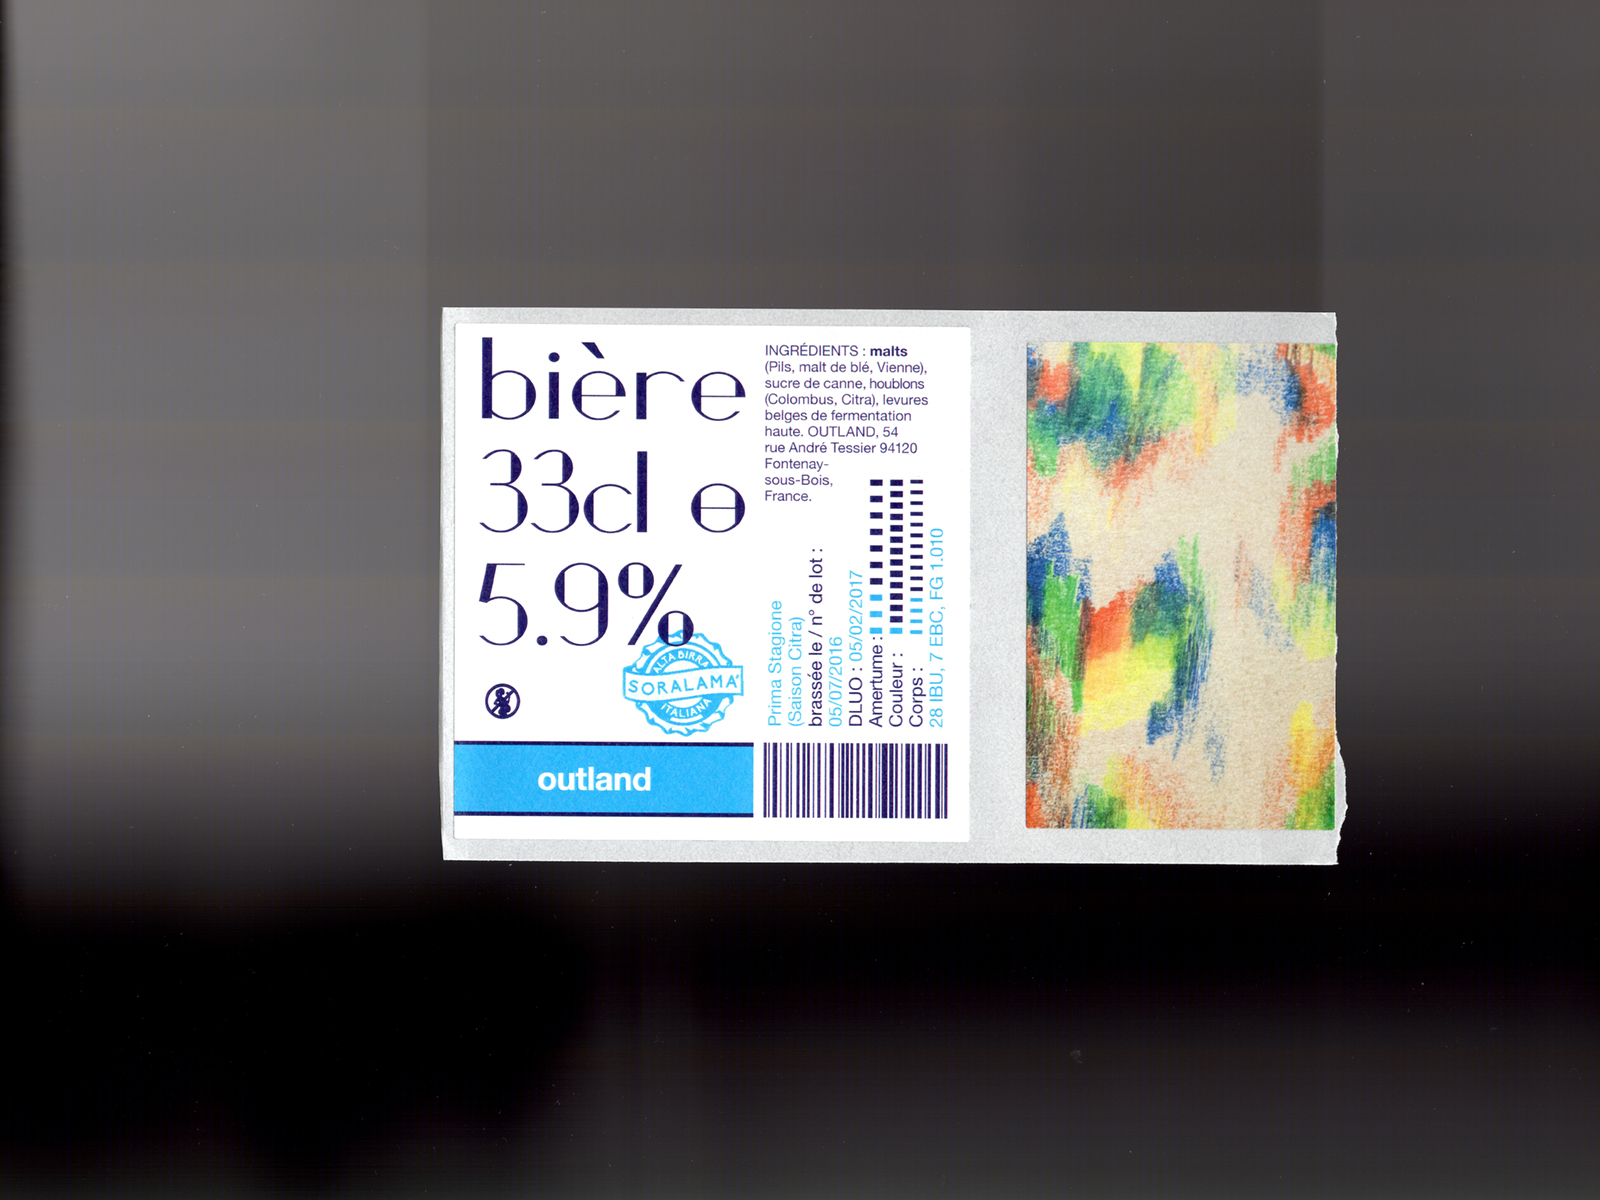 bière
33cl e
5.9%
ALTA BIRRA
SORALAMA'
ITALIANA
outland
INGRÉDIENTS : malts
(Pils, malt de blé, Vienne),
sucre de canne, houblons
(Colombus, Citra), levures
belges de fermentation
haute. OUTLAND, 54
rue André Tessier 94120
Fontenay-
sous-Bois,
France.
Prima Stagione
(Saison Citra)
brassée le / n° de lot :
05/07/2016
DLUO : 05/02/2017
Amertume :
Couleur :
Corps :
28 IBU, 7 EBC, FG 1.010